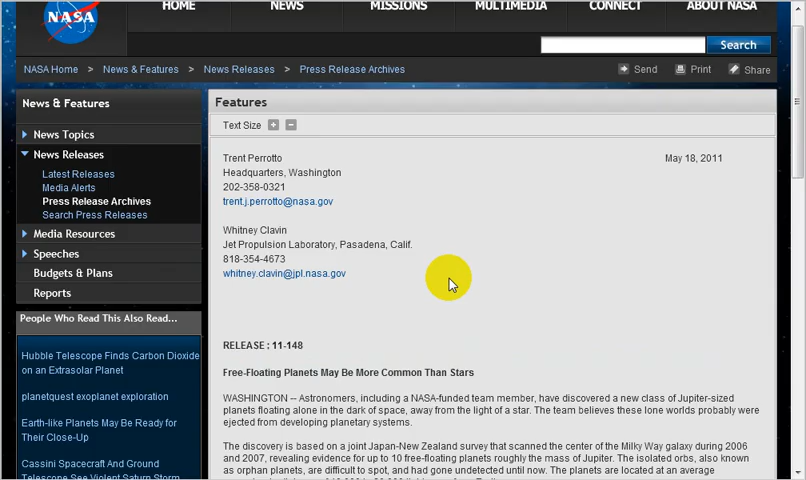 HOME NEWS MISSIONS MULTIMEDIA CONNECT ABOUT NASA
NASA
Search
NASA Home > News & Features > News Releases > Press Release Archives
Send Print Share
News & Features
News Topics
News Releases
Latest Releases
Media Alerts
Press Release Archives
Search Press Releases
Media Resources
Speeches
Budgets & Plans
Reports
People Who Read This Also Read...
Hubble Telescope Finds Carbon Dioxide
on an Extrasolar Planet
planetquest exoplanet exploration
Earth-like Planets May Be Ready for
Their Close-Up
Cassini Spacecraft And Ground
Telescope See Violent Saturn Storm
Features
Text Size
Trent Perrotto May 18, 2011
Headquarters, Washington
202-358-0321
trent.j.perrotto@nasa.gov
Whitney Clavin
Jet Propulsion Laboratory, Pasadena, Calif.
818-354-4673
whitney.clavin@jpl.nasa.gov
RELEASE : 11-148
Free-Floating Planets May Be More Common Than Stars
WASHINGTON -- Astronomers, including a NASA-funded team member, have discovered a new class of Jupiter-sized
planets floating alone in the dark of space, away from the light of a star. The team believes these lone worlds probably were
ejected from developing planetary systems.
The discovery is based on a joint Japan-New Zealand survey that scanned the center of the Milky Way galaxy during 2006
and 2007, revealing evidence for up to 10 free-floating planets roughly the mass of Jupiter. The isolated orbs, also known
as orphan planets, are difficult to spot, and had gone undetected until now. The planets are located at an average